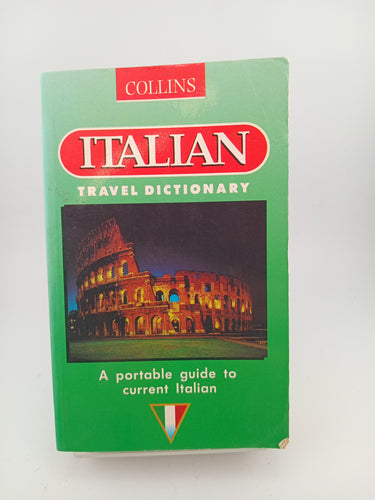 COLLINS
ITALIAN
TRAVEL DICTIONARY
A portable guide to
current Italian